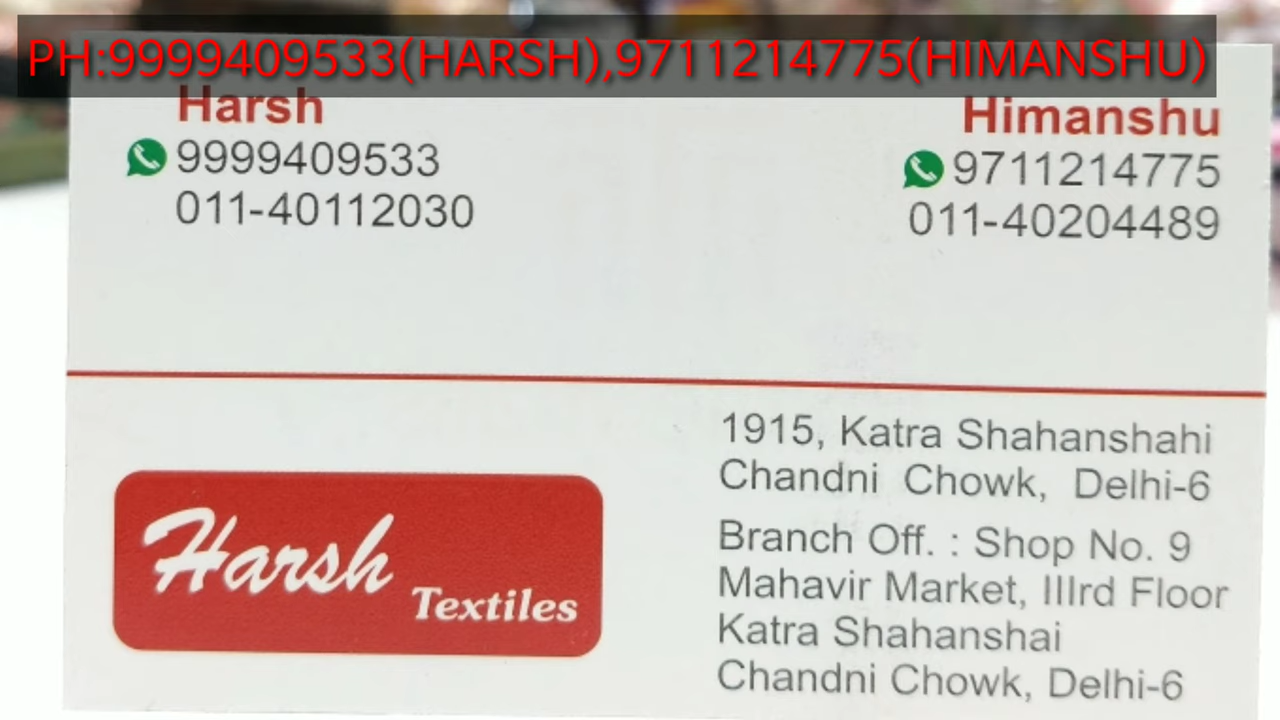 PH:9999409533(HARSH),9711214775(HIMANSHU)
Harsh
9999409533
011-40112030
Himanshu
9711214775
011-40204489
Harsh
Textiles
1915, Katra Shahanshahi
Chandni Chowk, Delhi-6
Branch Off. : Shop No. 9
Mahavir Market, IIIrd Floor
Katra Shahanshai
Chandni Chowk, Delhi-6